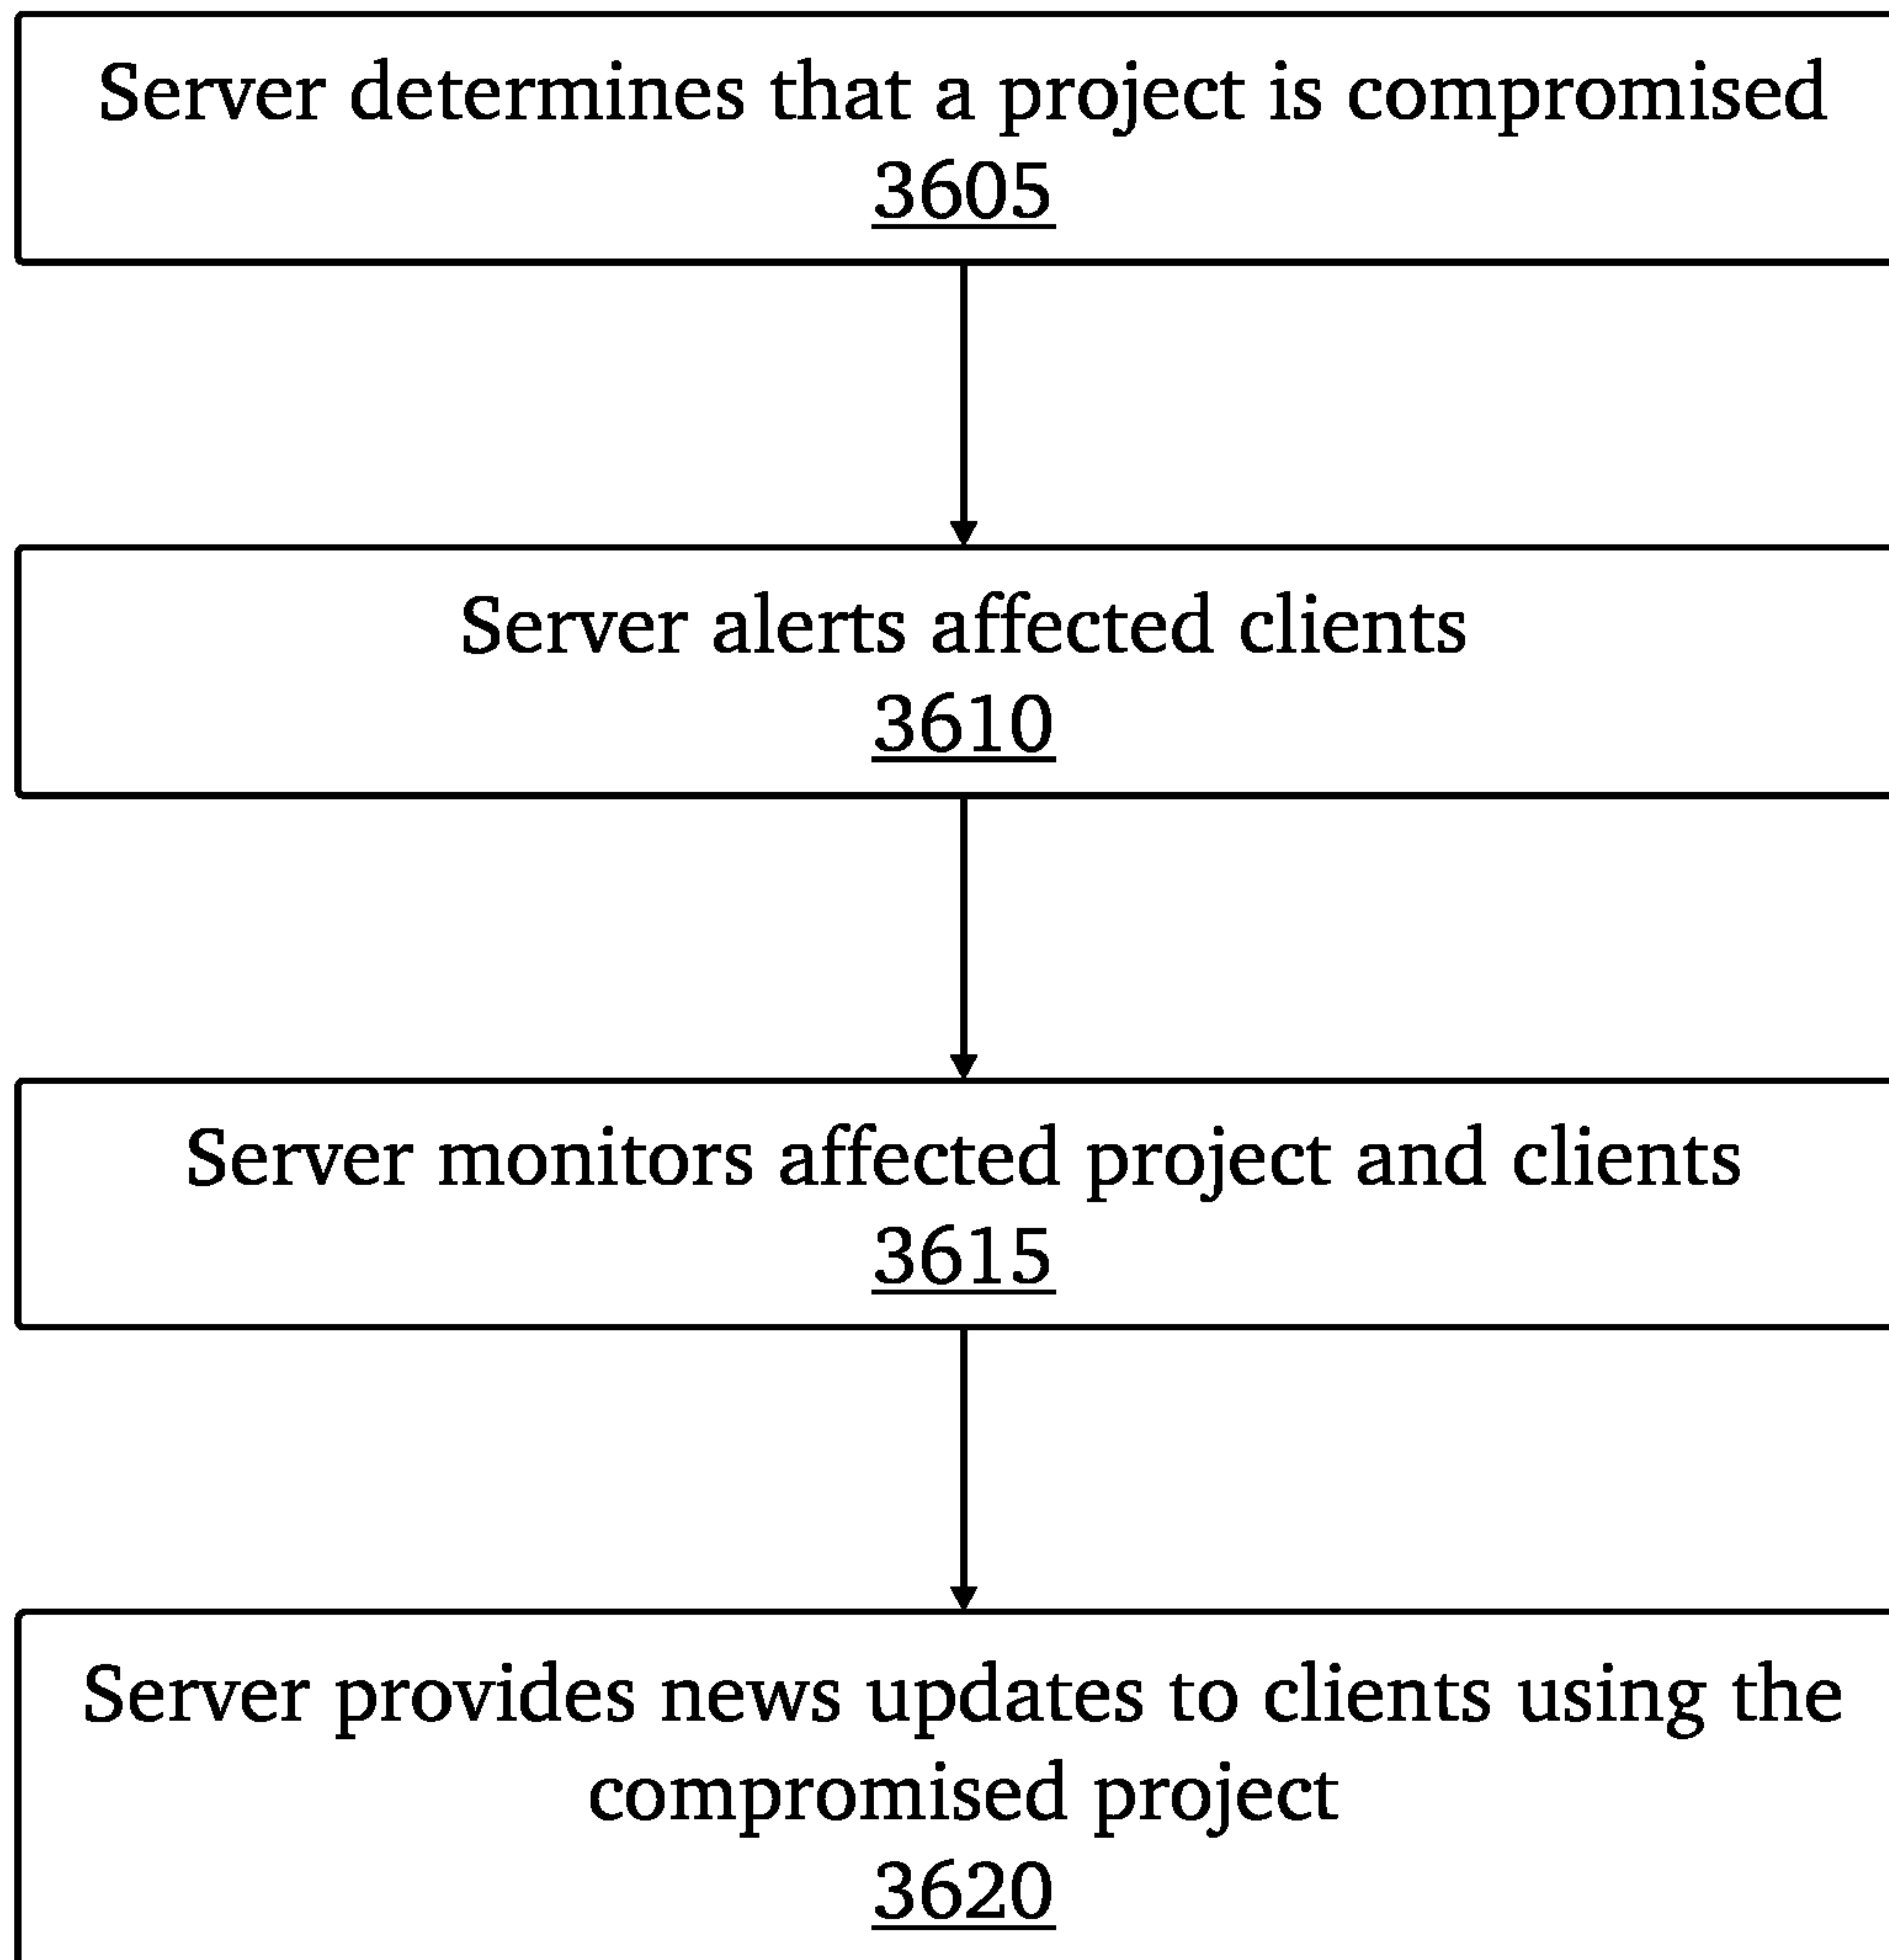 Server determines that a project is compromised
3605
Server alerts affected clients
3610
Server monitors affected project and clients
3615
Server provides news updates to clients using the
compromised project
3620